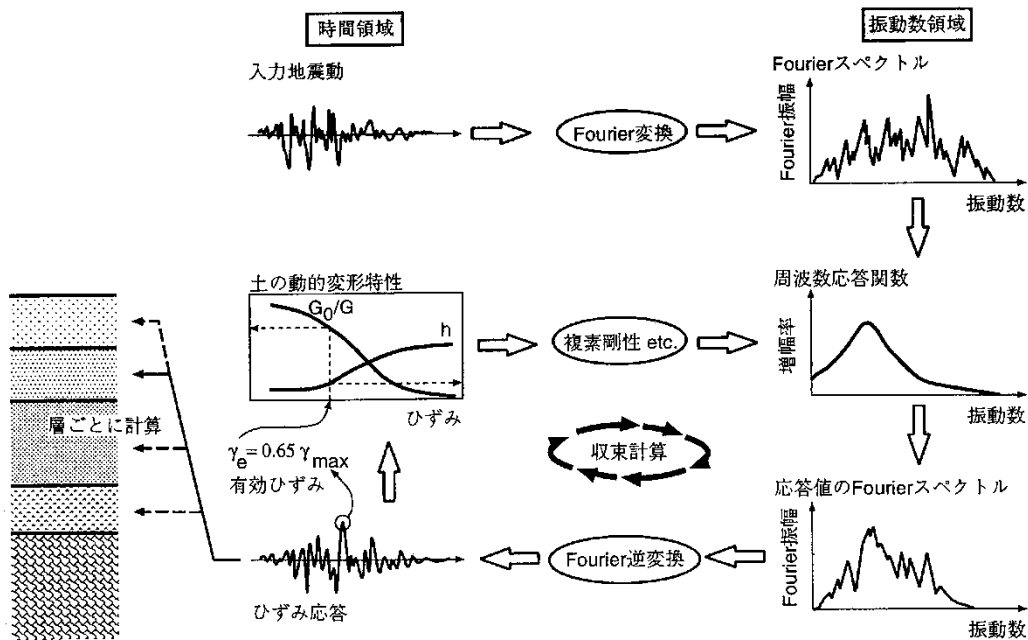 時間領域
振動数領域
入力地震動
Fourier変換
Fourierスペクトル
Fourier振幅
振動数
土の動的変形特性
G0/G
h
ひずみ
複素剛性 etc.
周波数応答関数
増幅率
振動数
層ごとに計算
γe=0.65 γmax
有効ひずみ
収束計算
ひずみ応答
Fourier逆変換
応答値のFourierスペクトル
Fourier振幅
振動数